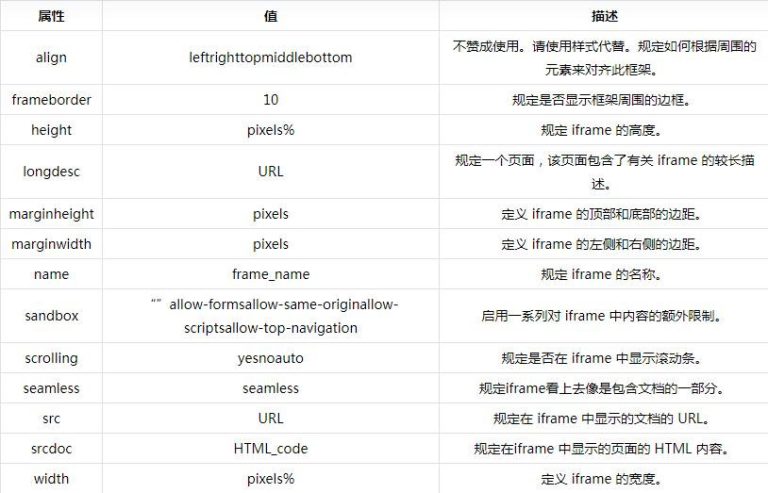 属性 值 描述
align leftrighttopmiddlebottom 不赞成使用。请使用样式代替。规定如何根据周围的
元素来对齐此框架。
frameborder 10 规定是否显示框架周围的边框。
height pixels% 规定 iframe 的高度。
longdesc URL 规定一个页面，该页面包含了有关 iframe 的较长描
述。
marginheight pixels 定义 iframe 的顶部和底部的边距。
marginwidth pixels 定义 iframe 的左侧和右侧的边距。
name frame_name 规定 iframe 的名称。
sandbox “”allow-formsallow-same-originallow-
scriptsallow-top-navigation 启用一系列对 iframe 中内容的额外限制。
scrolling yesnoauto 规定是否在 iframe 中显示滚动条。
seamless seamless 规定iframe看上去像是包含文档的一部分。
src URL 规定在 iframe 中显示的文档的 URL。
srcdoc HTML_code 规定在iframe 中显示的页面的 HTML 内容。
width pixels% 定义 iframe 的宽度。